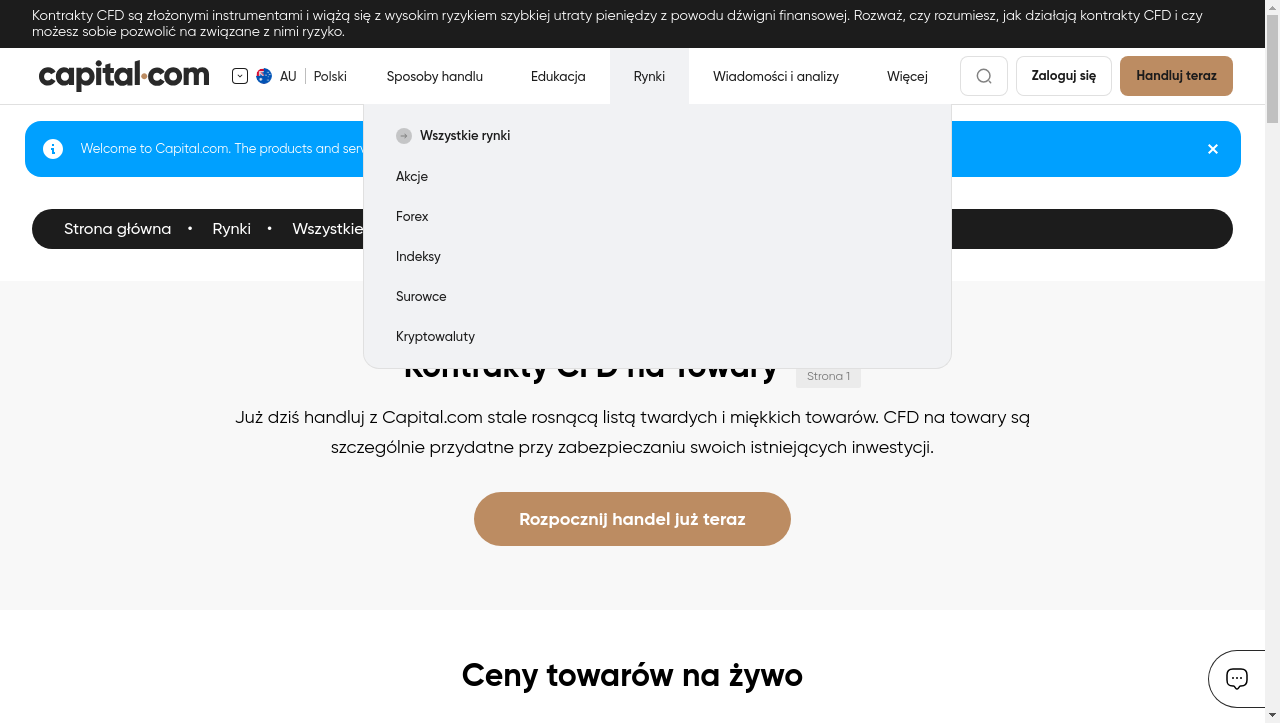 Kontrakty CFD są złożonymi instrumentami i wiążą się z wysokim ryzykiem szybkiej utraty pieniędzy z powodu dźwigni finansowej. Rozważ, czy rozumiesz, jak działają kontrakty CFD i czy
możesz sobie pozwolić na związane z nimi ryzyko.
capital.com
AU
Polski
Sposoby handlu
Edukacja
Rynki
Wiadomości i analizy
Więcej
Zaloguj się
Handluj teraz
Wszystkie rynki
Welcome to Capital.com. The products and serv
Akcje
Forex
Strona główna • Rynki • Wszystkie
Indeksy
Surowce
Kryptowaluty
Kontrakty CFD na Towary
Strona 1
Już dziś handluj z Capital.com stale rosnącą listą twardych i miękkich towarów. CFD na towary są
szczególnie przydatne przy zabezpieczaniu swoich istniejących inwestycji.
Rozpocznij handel już teraz
Ceny towarów na żywo